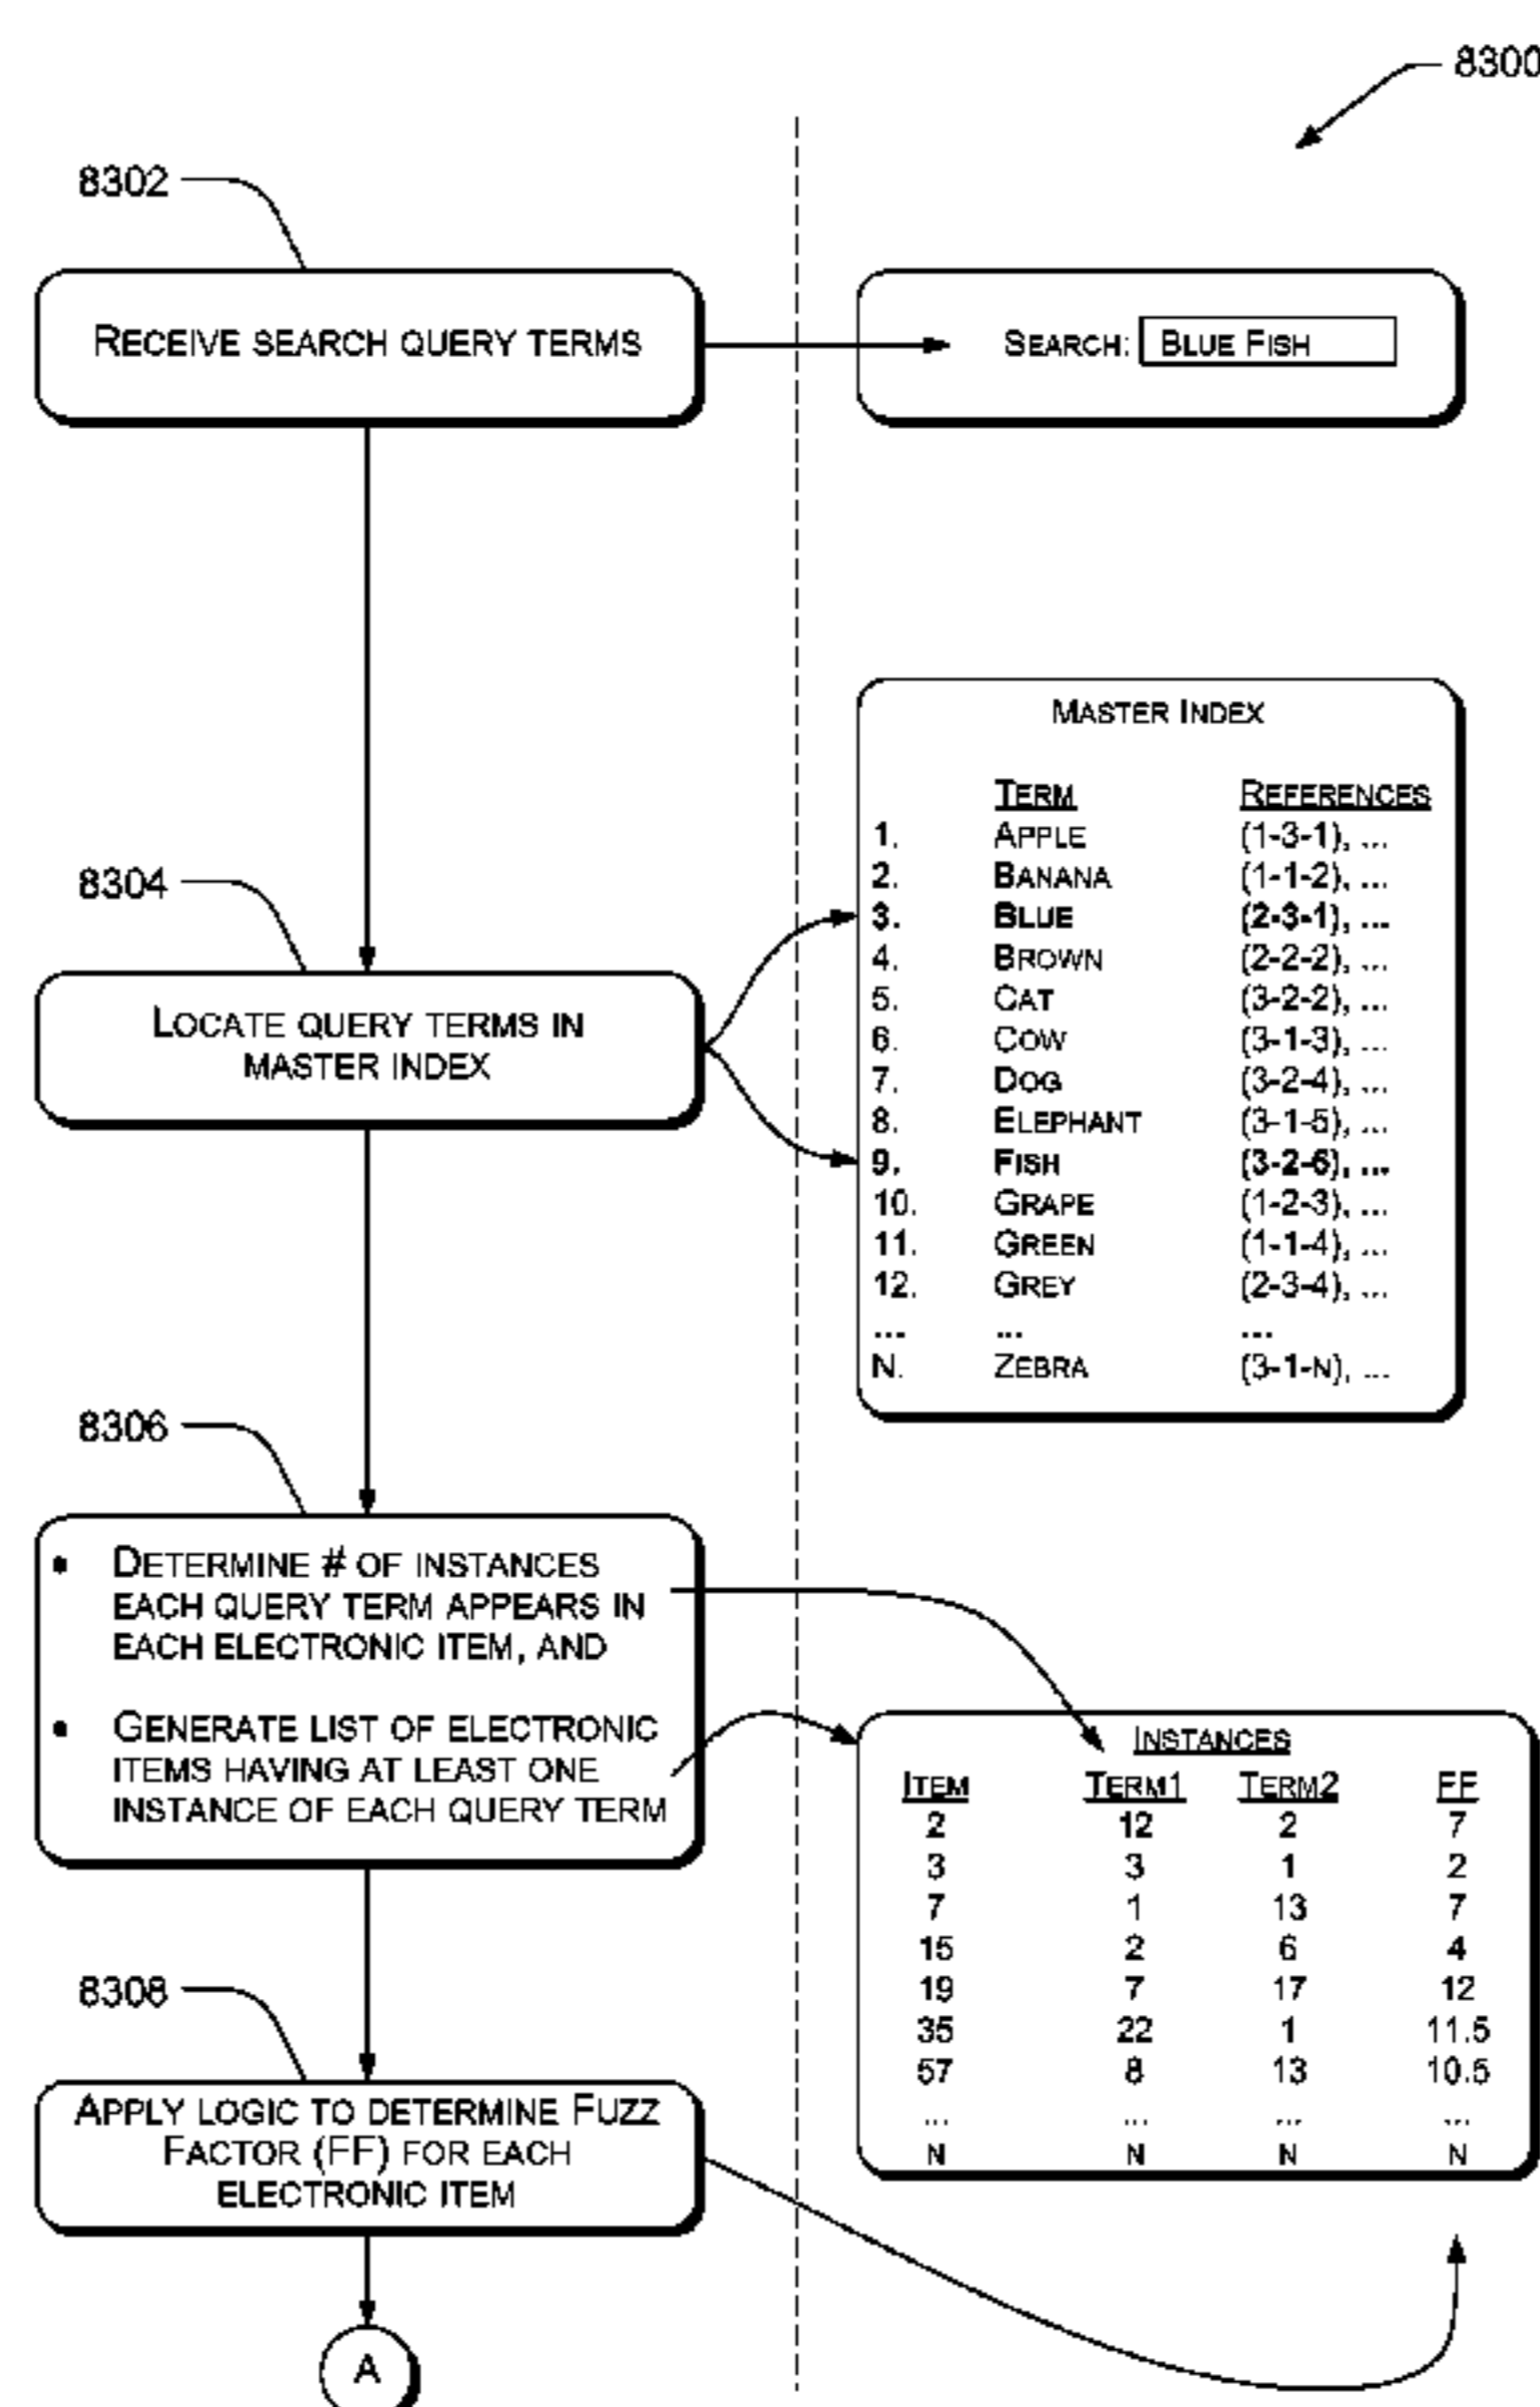 8300
8302
RECEIVE SEARCH QUERY TERMS
SEARCH: BLUE FISH
8304
LOCATE QUERY TERMS IN
MASTER INDEX
MASTER INDEX
TERM REFERENCES
1. APPLE (1-3-1), ...
2. BANANA (1-1-2), ...
3. BLUE (2-3-1), ...
4. BROWN (2-2-2), ...
5. CAT (3-2-2), ...
6. COW (3-1-3), ...
7. DOG (3-2-4), ...
8. ELEPHANT (3-1-5), ...
9. FISH (3-2-6), ...
10. GRAPE (1-2-3), ...
11. GREEN (1-1-4), ...
12. GREY (2-3-4), ...
... ... ...
N. ZEBRA (3-1-N), ...
8306
• DETERMINE # OF INSTANCES
EACH QUERY TERM APPEARS IN
EACH ELECTRONIC ITEM, AND
• GENERATE LIST OF ELECTRONIC
ITEMS HAVING AT LEAST ONE
INSTANCE OF EACH QUERY TERM
INSTANCES
ITEM TERM1 TERM2 FF
2 12 2 7
3 3 1 2
7 1 13 7
15 2 6 4
19 7 17 12
35 22 1 11.5
57 8 13 10.5
... ... ... ...
N N N N
8308
APPLY LOGIC TO DETERMINE FUZZ
FACTOR (FF) FOR EACH
ELECTRONIC ITEM
A